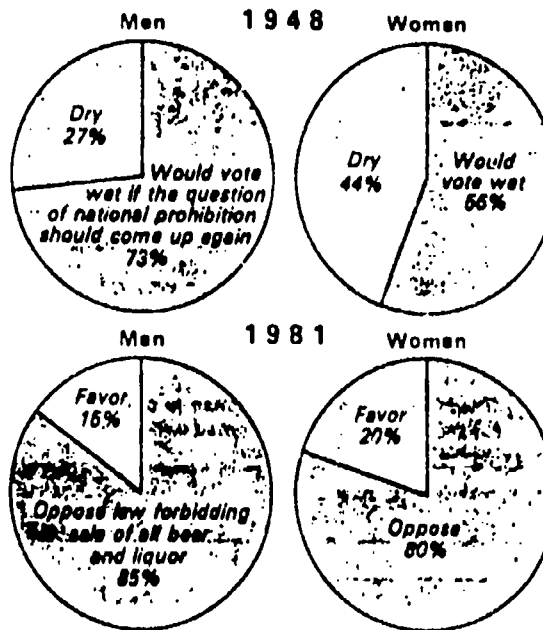 Men 1948 Women
Dry
27%
Would vote
wet if the question
of national prohibition
should come up again
73%
Dry
44%
Would
vote wet
56%
Men 1981 Women
Favor
15%
Oppose law forbidding
sale of all beer
and liquor
85%
Favor
20%
Oppose
80%